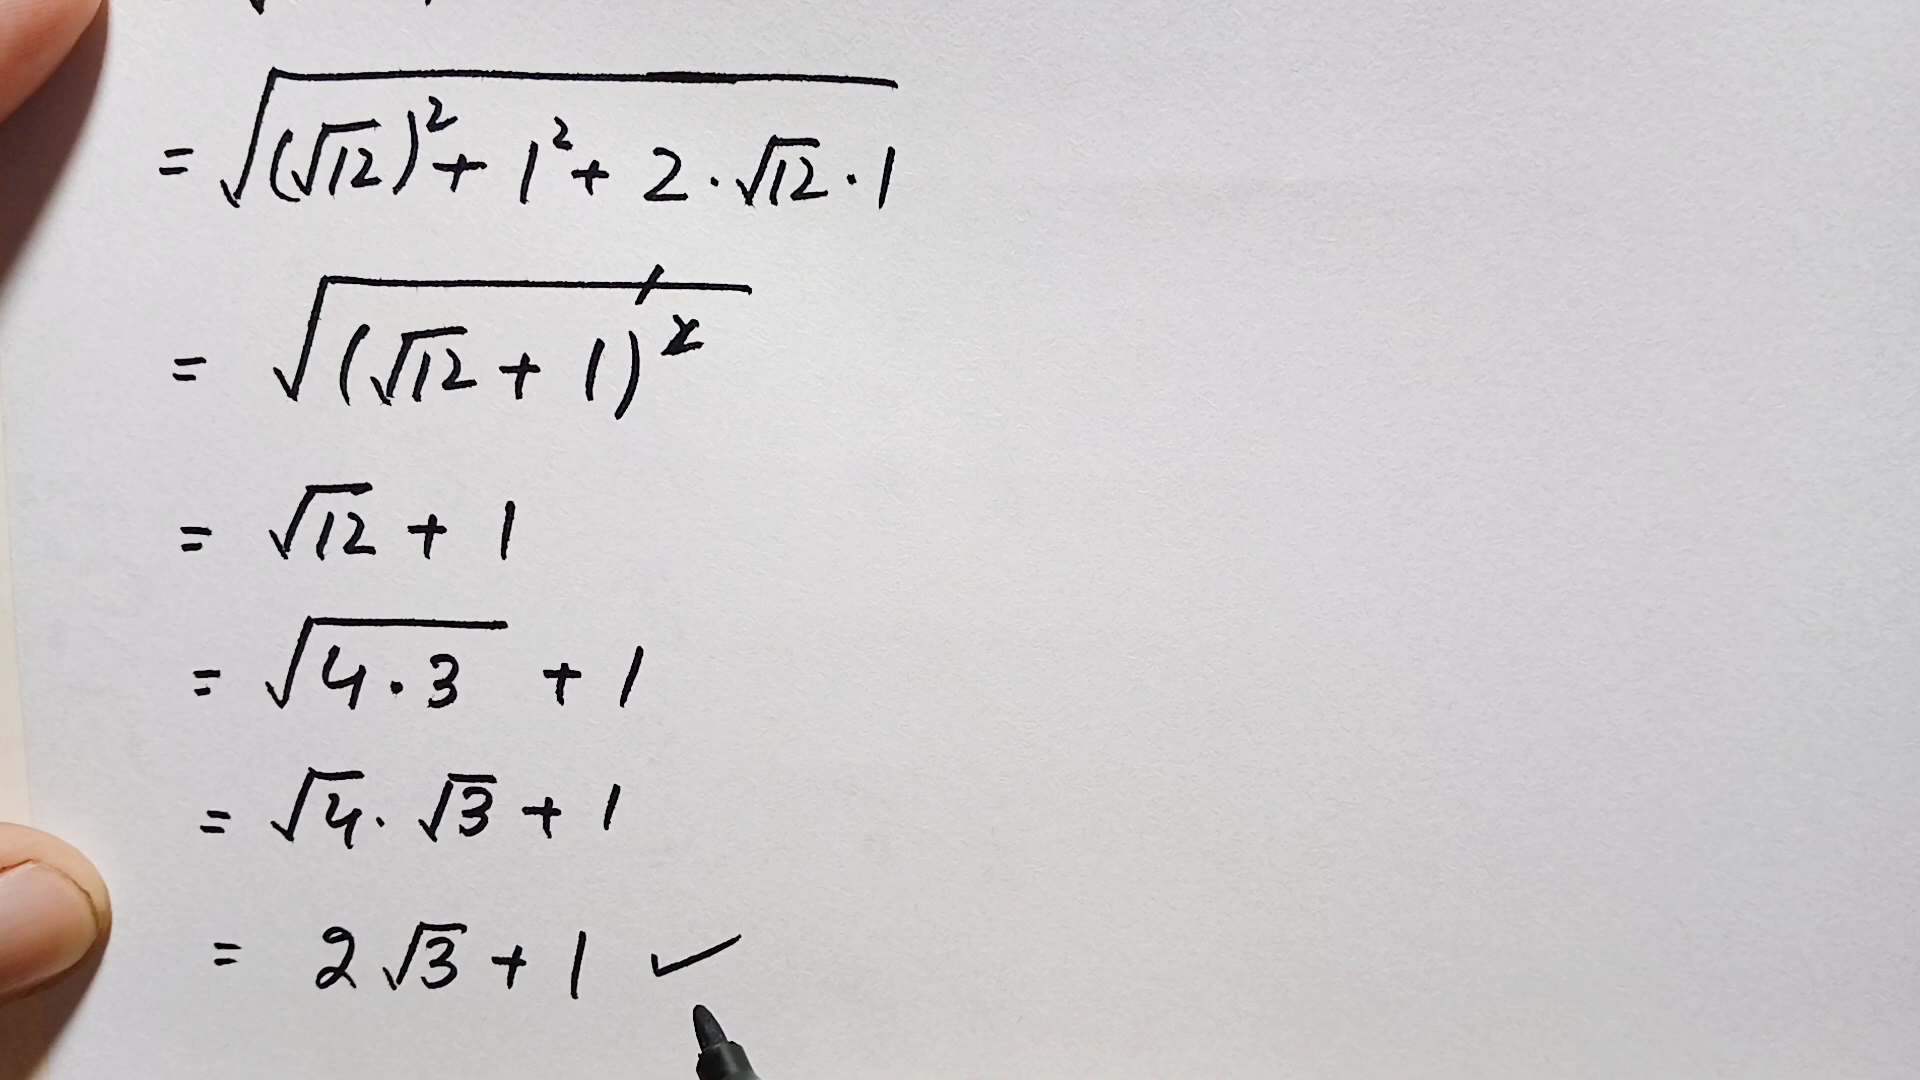 = √((√12)² + 1² + 2 · √12 · 1)
= √((√12 + 1)²)
= √12 + 1
= √(4 · 3) + 1
= √4 · √3 + 1
= 2√3 + 1 ✓